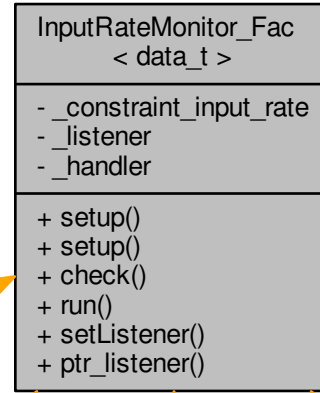 InputRateMonitor_Fac
< data_t >
- _constraint_input_rate
- _listener
- _handler
+ setup()
+ setup()
+ check()
+ run()
+ setListener()
+ ptr_listener()